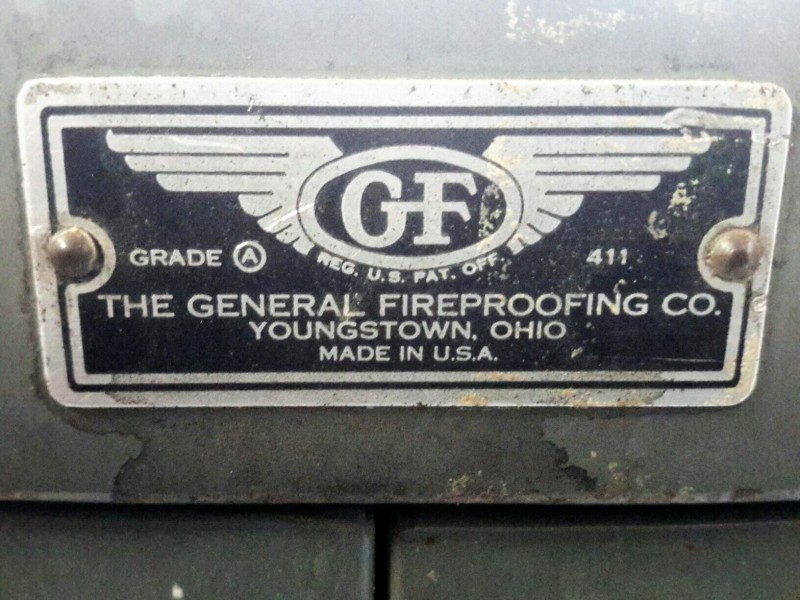 GF
REG. U.S. PAT. OFF.
GRADE A 411
THE GENERAL FIREPROOFING CO.
YOUNGSTOWN, OHIO
MADE IN U.S.A.